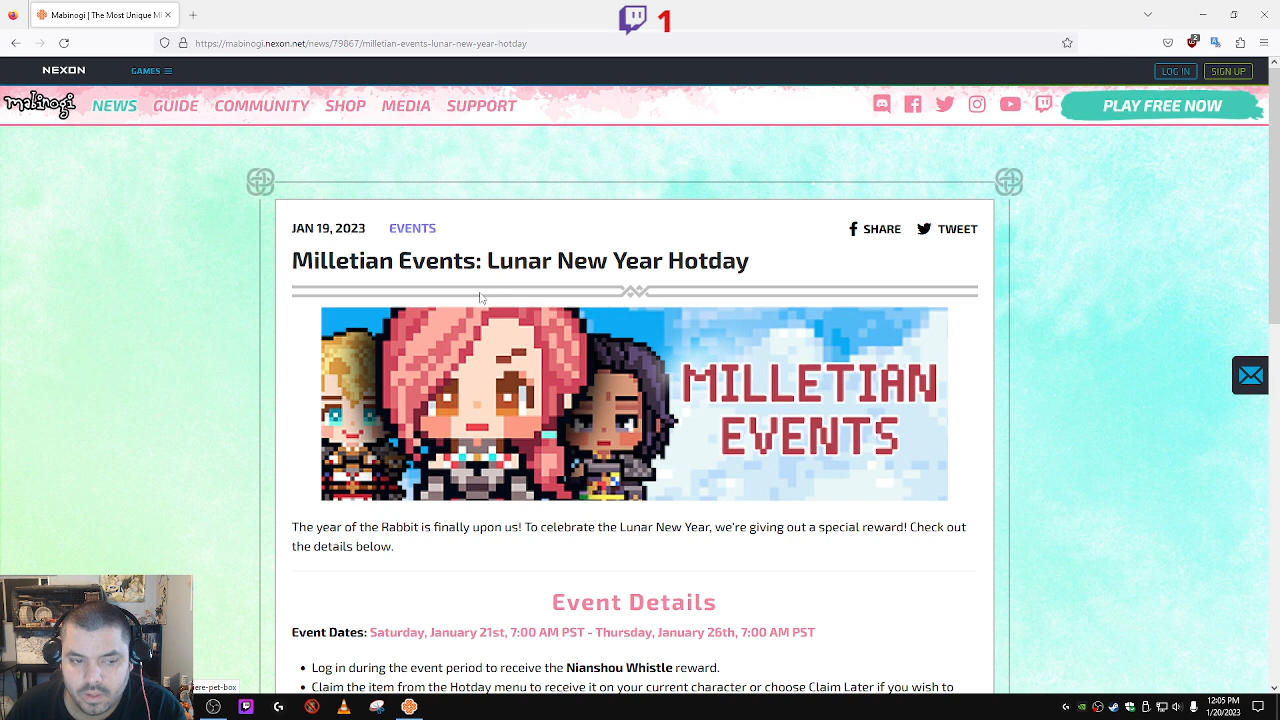 Mabinogi | The Most Unique Mi
1
https://mabinogi.nexon.net/news/79867/milletian-events-lunar-new-year-hotday
NEXON GAMES LOG IN SIGN UP
mabinogi NEWS GUIDE COMMUNITY SHOP MEDIA SUPPORT PLAY FREE NOW
JAN 19, 2023 EVENTS SHARE TWEET
Milletian Events: Lunar New Year Hotday
MILLETIAN
EVENTS
The year of the Rabbit is finally upon us! To celebrate the Lunar New Year, we're giving out a special reward! Check out
the details below.
Event Details
Event Dates: Saturday, January 21st, 7:00 AM PST - Thursday, January 26th, 7:00 AM PST
• Log in during the event period to receive the Nianshou Whistle reward.
• Claim the item from the Hotday menu to receive it on your current character or choose Claim Later if you wish to
ere-pet-box
12:05 PM
1/20/2023